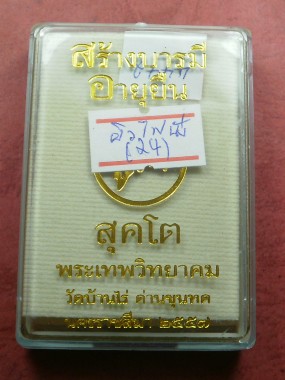 สร้างบารมี
อายุยืน
(24)
สุคโต
พระเทพวิทยาคม
วัดบ้านไร่ ด่านขุนทด
นครราชสีมา ๒๕๕๗